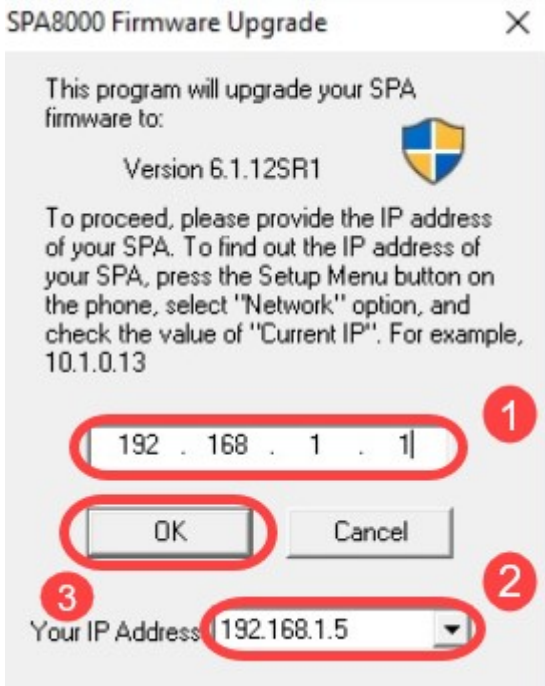 SPA8000 Firmware Upgrade
This program will upgrade your SPA
firmware to:
Version 6.1.12SR1
To proceed, please provide the IP address
of your SPA. To find out the IP address of
your SPA, press the Setup Menu button on
the phone, select "Network" option, and
check the value of "Current IP". For example,
10.1.0.13
1
192 . 168 . 1 . 1
OK Cancel
3
2
Your IP Address 192.168.1.5